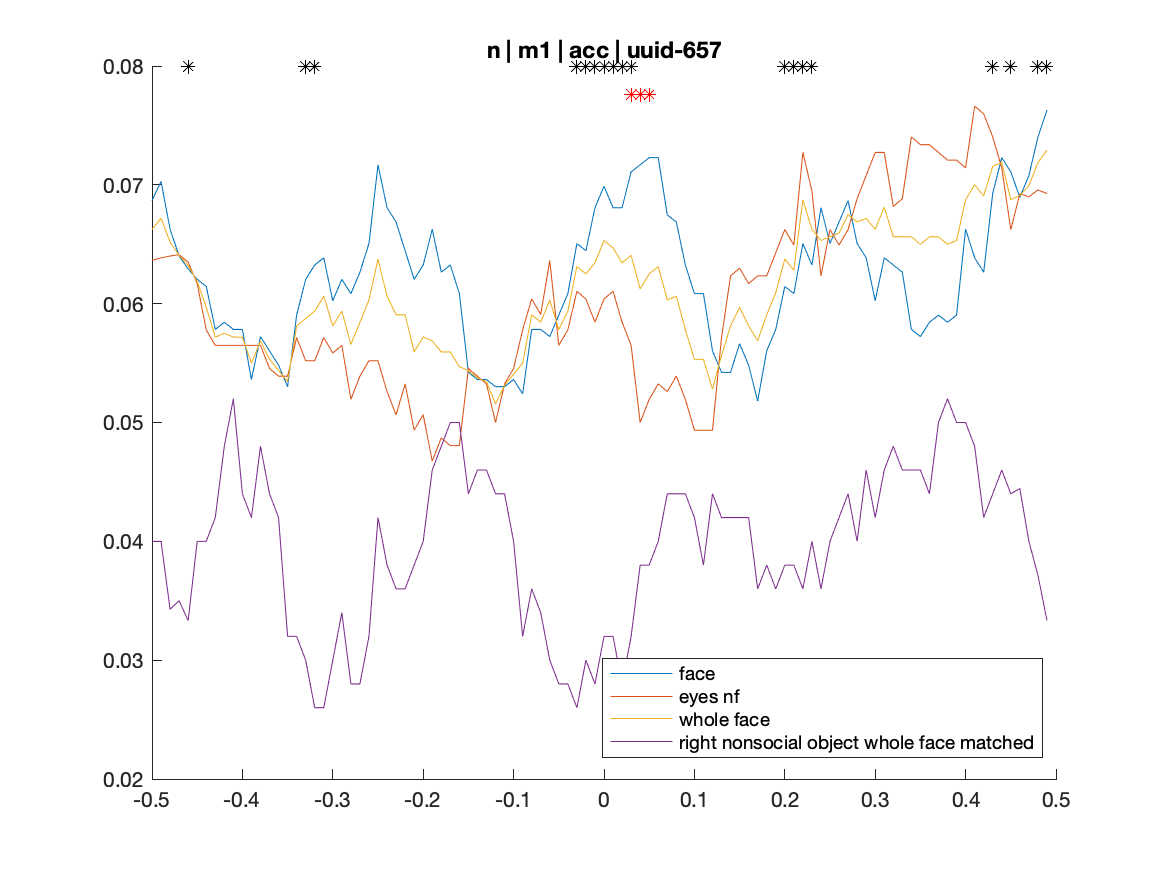 n | m1 | acc | uuid-657
0.08
0.07
0.06
0.05
0.04
0.03
0.02
face
eyes nf
whole face
right nonsocial object whole face matched
-0.5 -0.4 -0.3 -0.2 -0.1 0 0.1 0.2 0.3 0.4 0.5